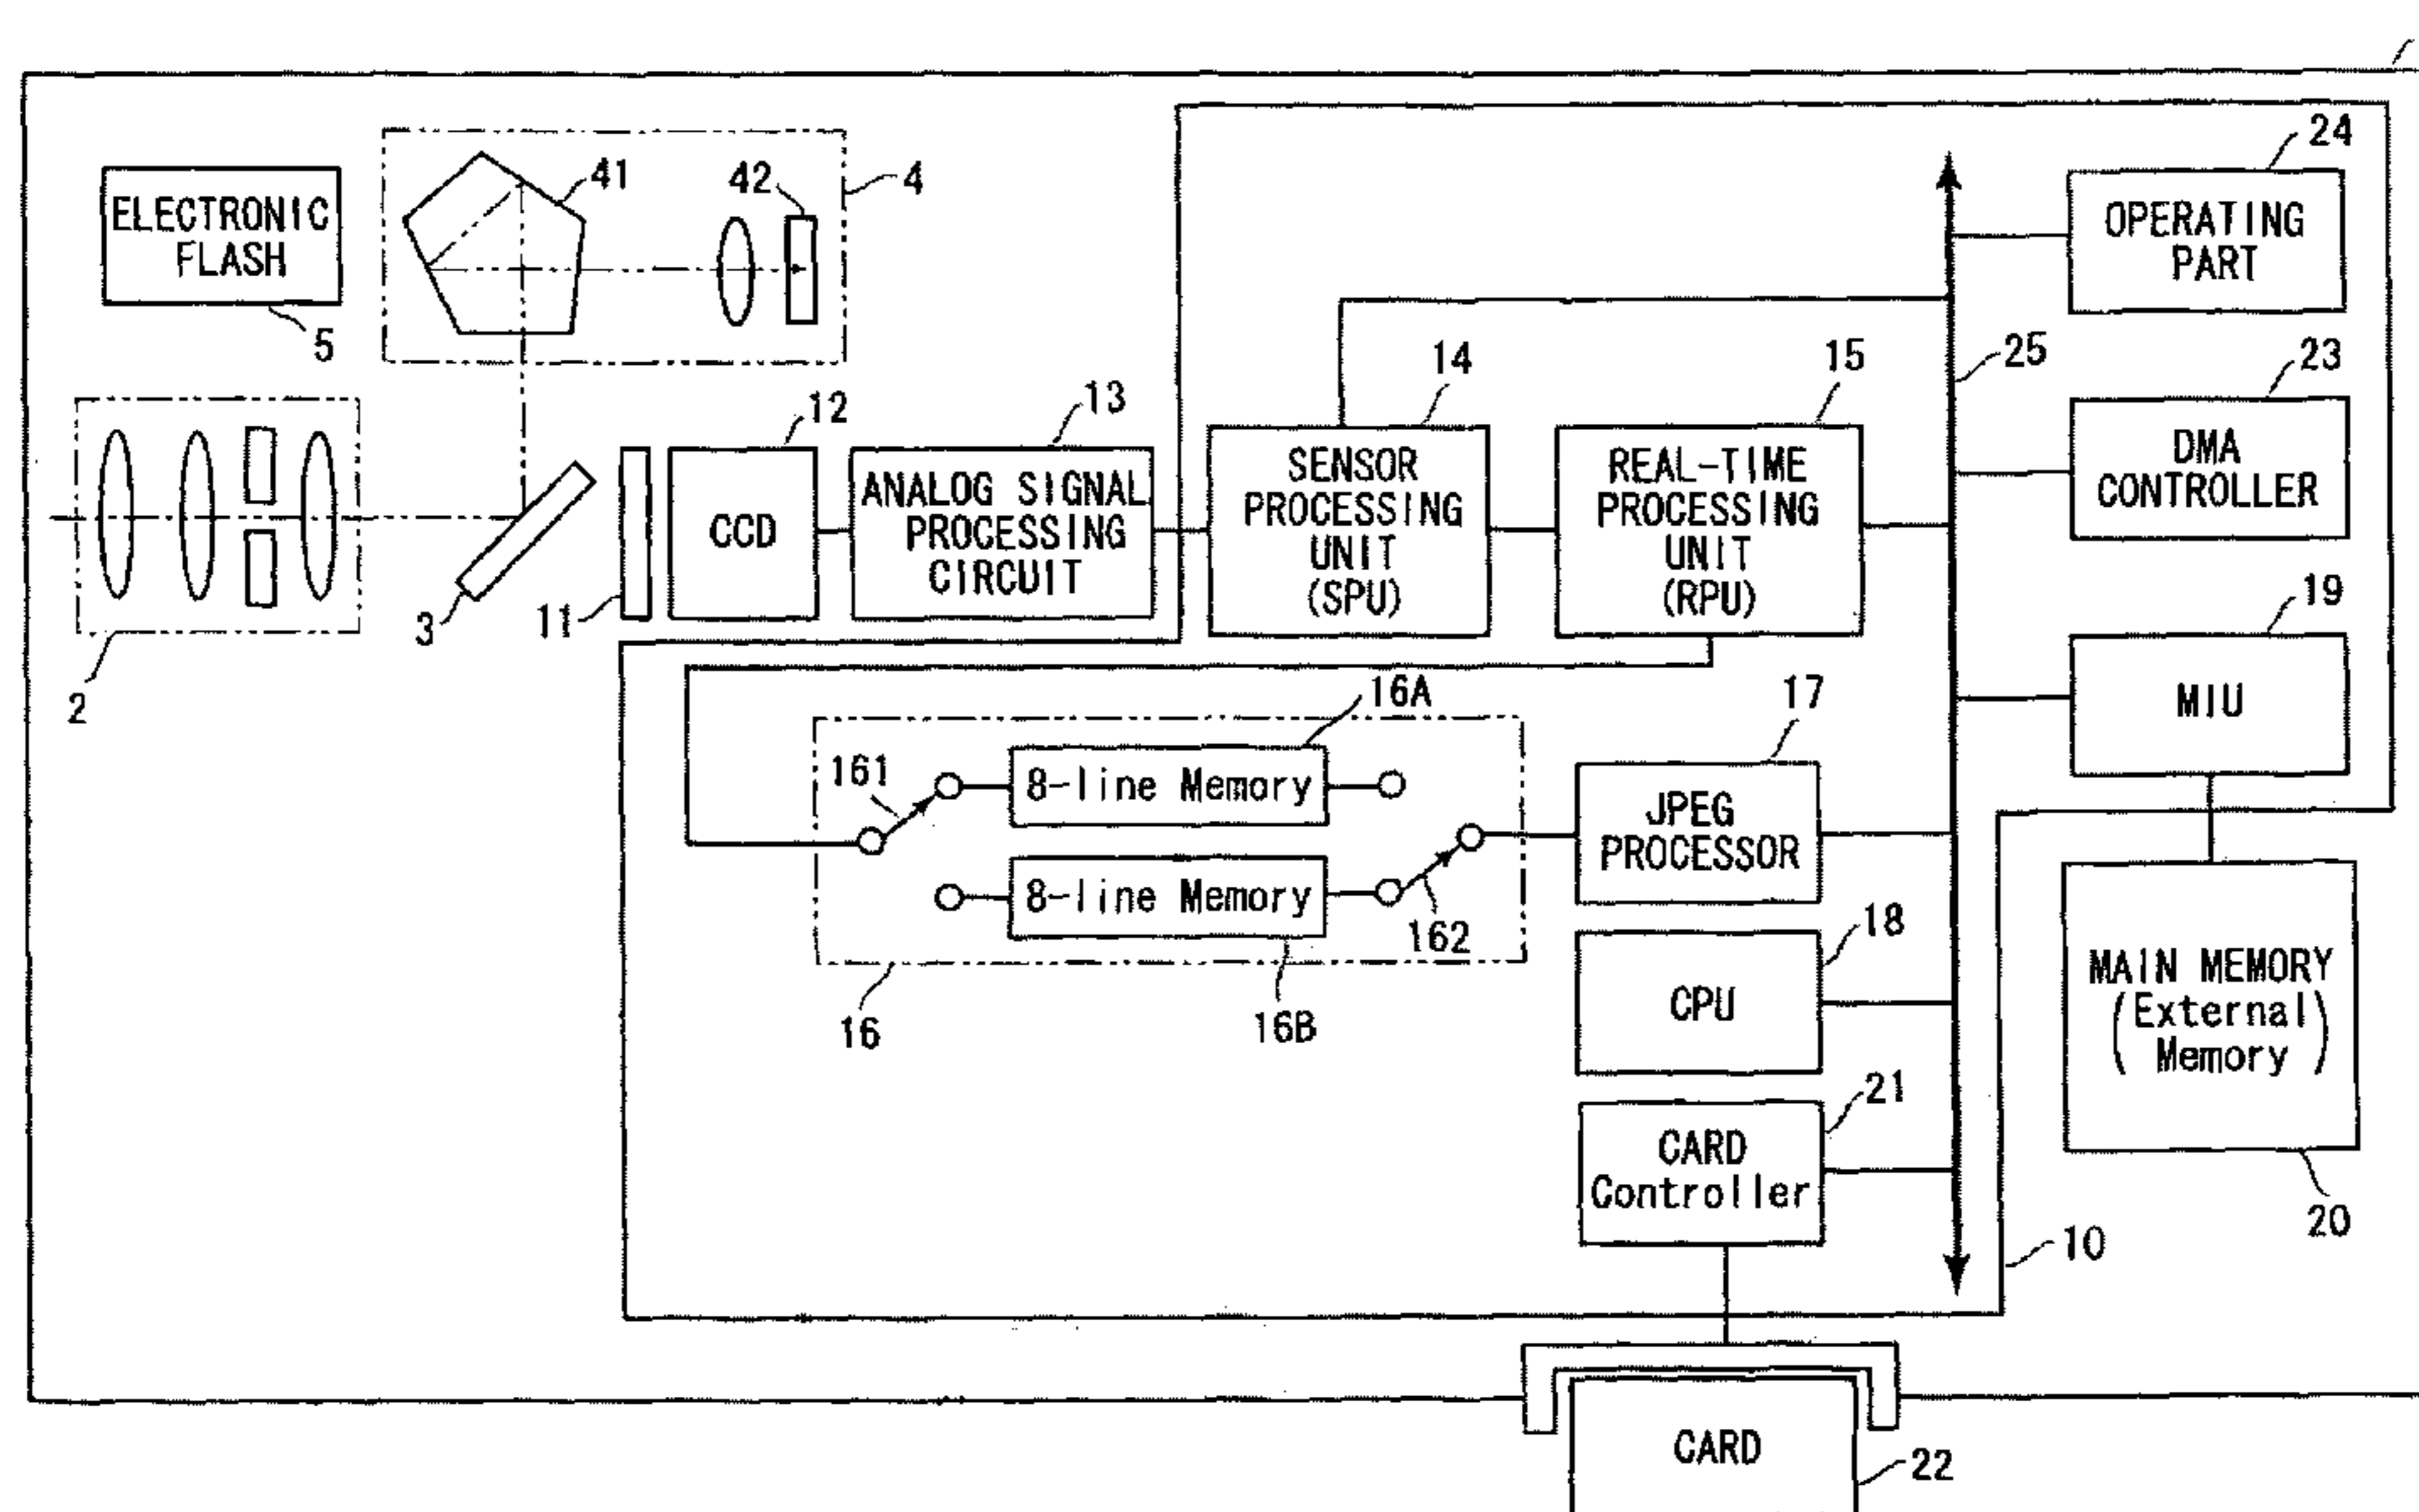 24
41
42
4
ELECTRONIC
FLASH
OPERATING
PART
5
14
15
25
23
12
13
SENSOR
PROCESSING
UNIT
(SPU)
REAL-TIME
PROCESSING
UNIT
(RPU)
DMA
CONTROLLER
CCD
ANALOG SIGNAL
PROCESSING
CIRCUIT
3
11
19
2
16A
17
MIU
161
8-line Memory
JPEG
PROCESSOR
8-line Memory
162
18
16
16B
CPU
MAIN MEMORY
(External
Memory)
21
CARD
Controller
20
10
CARD
22